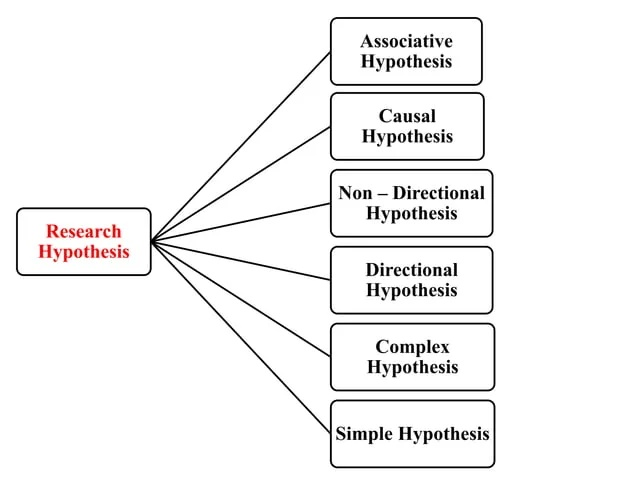 Associative
Hypothesis
Causal
Hypothesis
Non – Directional
Hypothesis
Research
Hypothesis
Directional
Hypothesis
Complex
Hypothesis
Simple Hypothesis